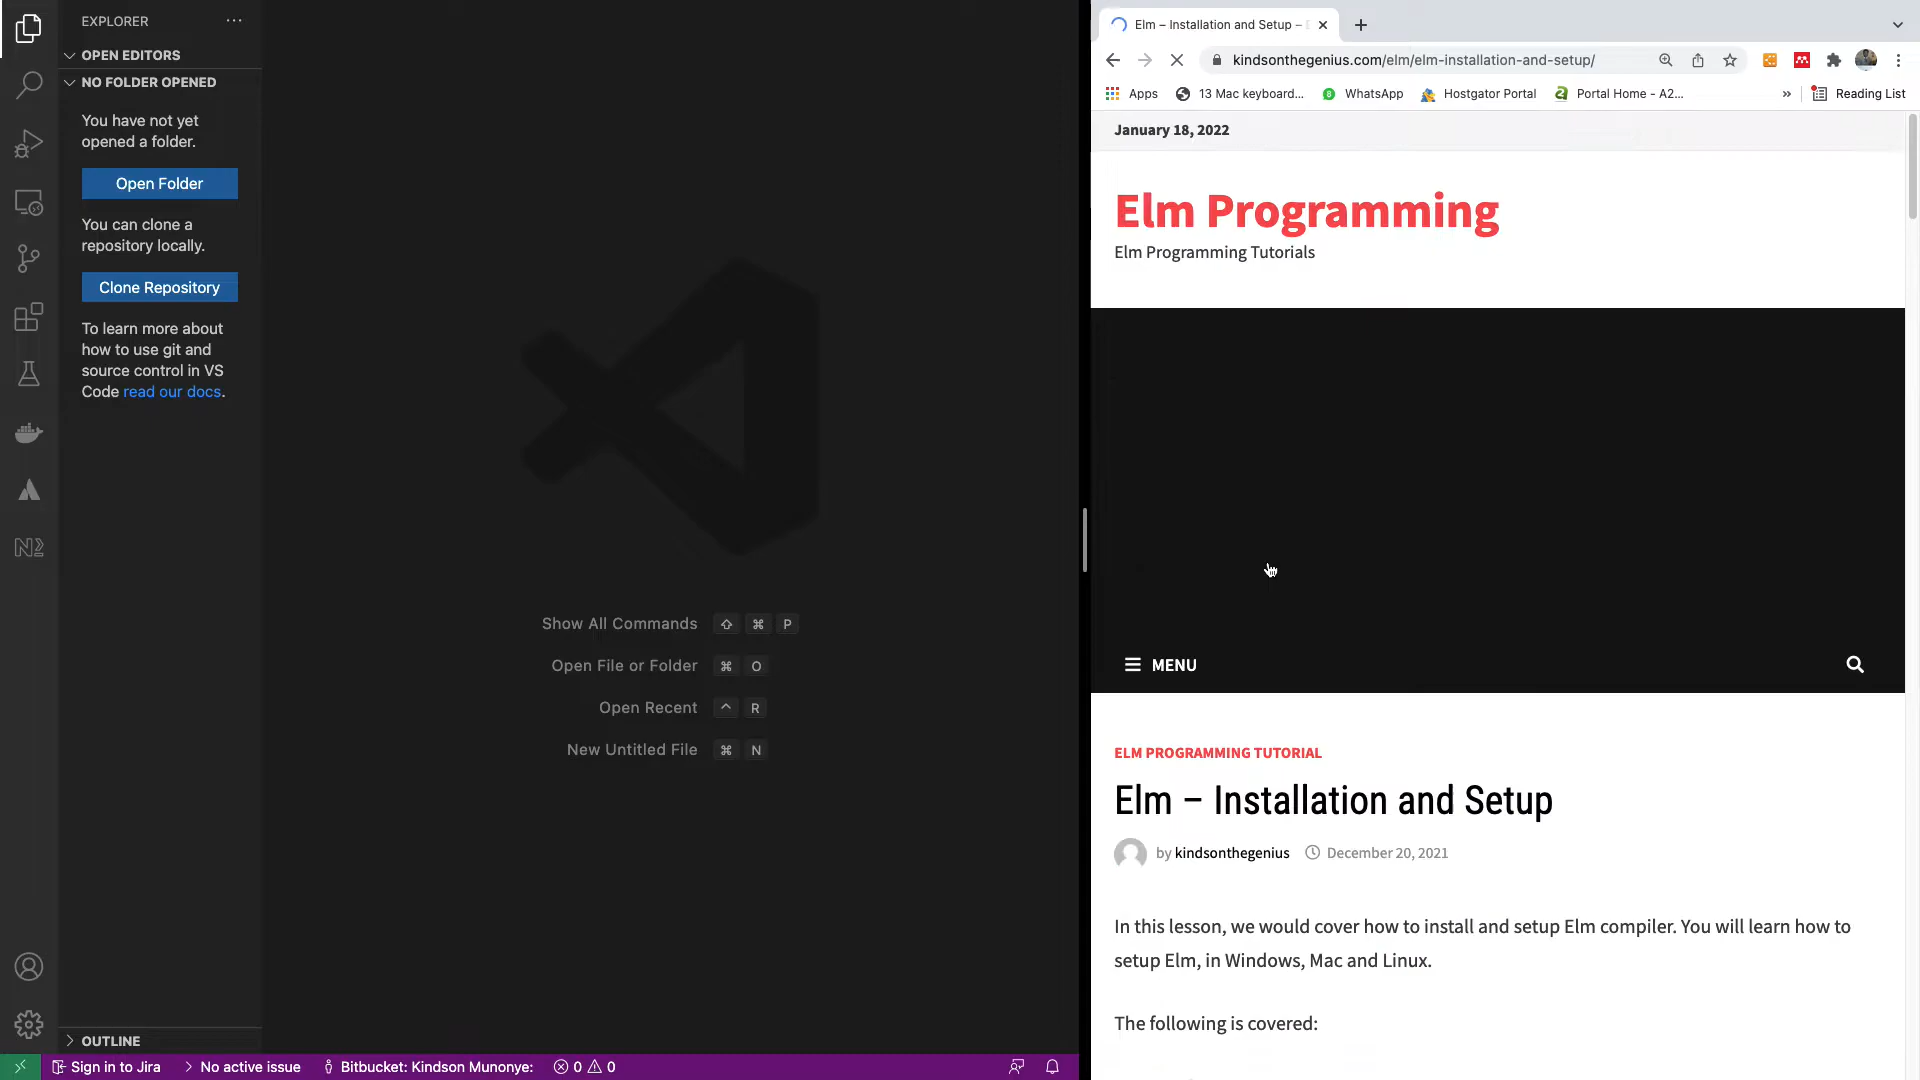 EXPLORER
OPEN EDITORS
NO FOLDER OPENED
You have not yet
opened a folder.
Open Folder
You can clone a
repository locally.
Clone Repository
To learn more about
how to use git and
source control in VS
Code read our docs.
OUTLINE
Show All Commands ⇧ ⌘ P
Open File or Folder ⌘ O
Open Recent ^ R
New Untitled File ⌘ N
Sign in to Jira
No active issue
Bitbucket: Kindson Munonye:
0
0
Elm – Installation and Setup –
kindsonthegenius.com/elm/elm-installation-and-setup/
Apps
13 Mac keyboard...
WhatsApp
Hostgator Portal
Portal Home - A2...
»
Reading List
January 18, 2022
Elm Programming
Elm Programming Tutorials
MENU
ELM PROGRAMMING TUTORIAL
Elm – Installation and Setup
by kindsonthegenius
December 20, 2021
In this lesson, we would cover how to install and setup Elm compiler. You will learn how to
setup Elm, in Windows, Mac and Linux.
The following is covered: